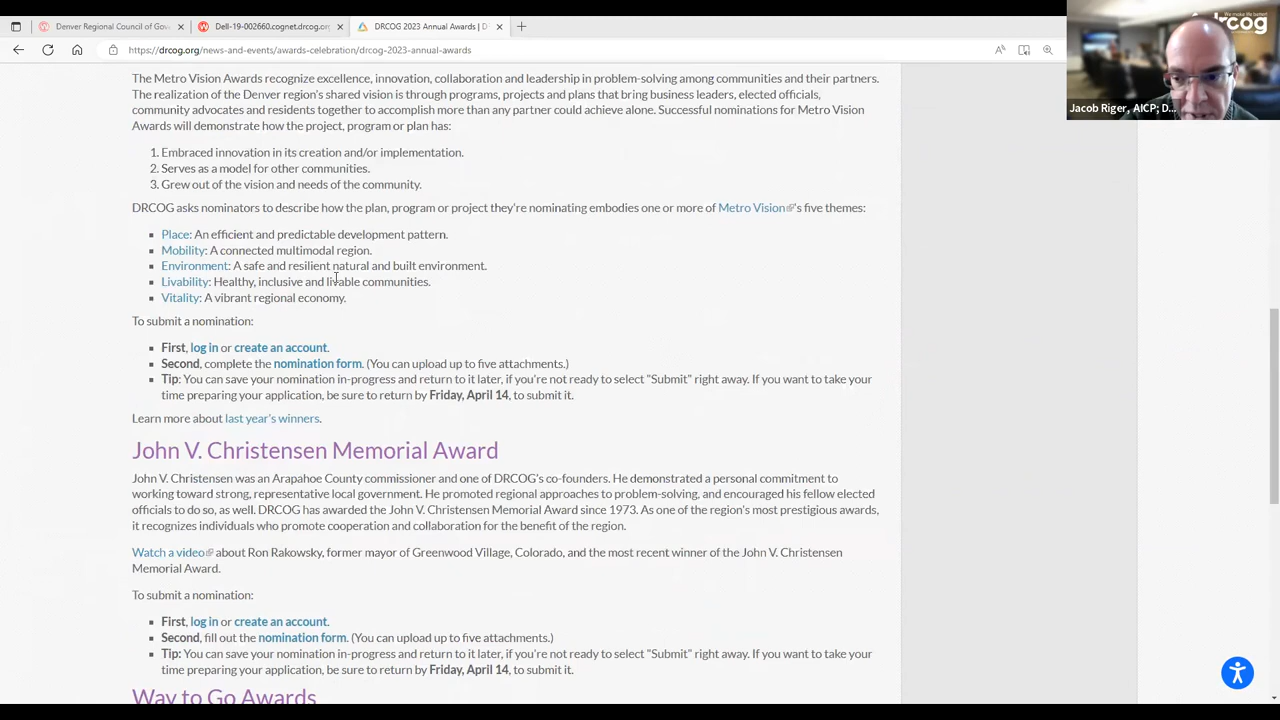 Denver Regional Council of Gov
Dell-19-002660.cognet.drcog.org
DRCOG 2023 Annual Awards | D
https://drcog.org/news-and-events/awards-celebration/drcog-2023-annual-awards
We make life better!
cog
Jacob Riger, AICP; D...
The Metro Vision Awards recognize excellence, innovation, collaboration and leadership in problem-solving among communities and their partners.
The realization of the Denver region's shared vision is through programs, projects and plans that bring business leaders, elected officials,
community advocates and residents together to accomplish more than any partner could achieve alone. Successful nominations for Metro Vision
Awards will demonstrate how the project, program or plan has:
1. Embraced innovation in its creation and/or implementation.
2. Serves as a model for other communities.
3. Grew out of the vision and needs of the community.
DRCOG asks nominators to describe how the plan, program or project they're nominating embodies one or more of Metro Vision's five themes:
Place: An efficient and predictable development pattern.
Mobility: A connected multimodal region.
Environment: A safe and resilient natural and built environment.
Livability: Healthy, inclusive and livable communities.
Vitality: A vibrant regional economy.
To submit a nomination:
First, log in or create an account.
Second, complete the nomination form. (You can upload up to five attachments.)
Tip: You can save your nomination in-progress and return to it later, if you're not ready to select "Submit" right away. If you want to take your
time preparing your application, be sure to return by Friday, April 14, to submit it.
Learn more about last year's winners.
John V. Christensen Memorial Award
John V. Christensen was an Arapahoe County commissioner and one of DRCOG's co-founders. He demonstrated a personal commitment to
working toward strong, representative local government. He promoted regional approaches to problem-solving, and encouraged his fellow elected
officials to do so, as well. DRCOG has awarded the John V. Christensen Memorial Award since 1973. As one of the region's most prestigious awards,
it recognizes individuals who promote cooperation and collaboration for the benefit of the region.
Watch a video about Ron Rakowsky, former mayor of Greenwood Village, Colorado, and the most recent winner of the John V. Christensen
Memorial Award.
To submit a nomination:
First, log in or create an account.
Second, fill out the nomination form. (You can upload up to five attachments.)
Tip: You can save your nomination in-progress and return to it later, if you're not ready to select "Submit" right away. If you want to take your
time preparing your application, be sure to return by Friday, April 14, to submit it.
Way to Go Awards